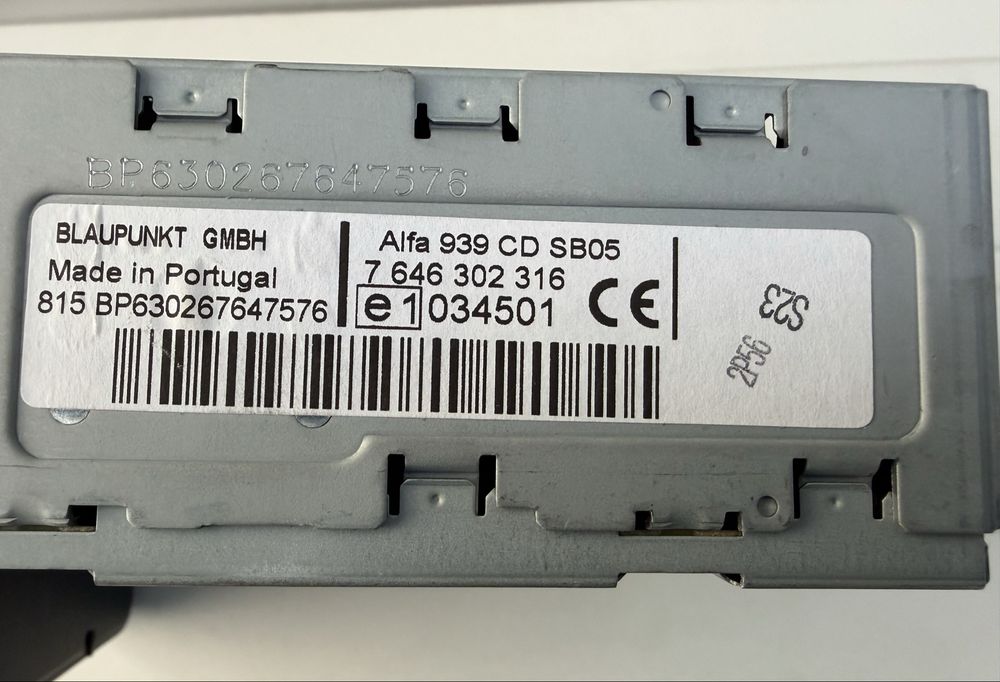 BP630267647576
BLAUPUNKT GMBH
Made in Portugal
815 BP630267647576
Alfa 939 CD SB05
7 646 302 316
e1 034501 CE
S23
2P56